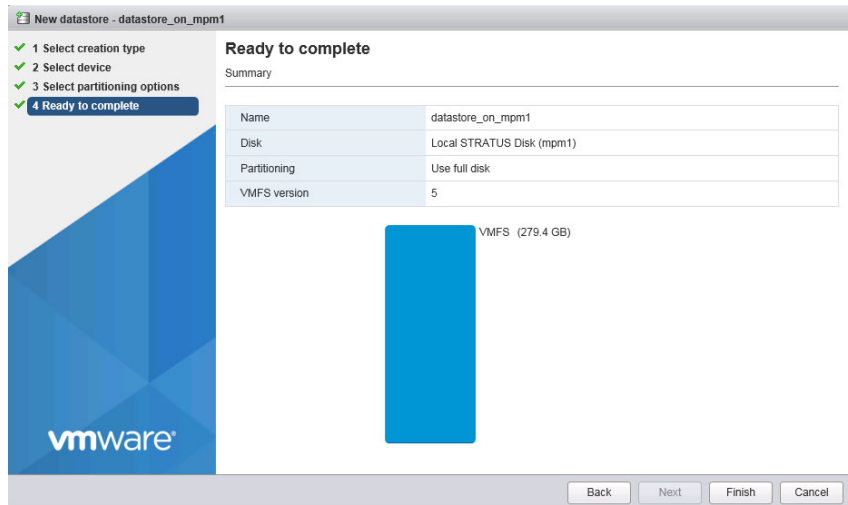 New datastore - datastore_on_mpm1
1 Select creation type
2 Select device
3 Select partitioning options
4 Ready to complete
Ready to complete
Summary
Name datastore_on_mpm1
Disk Local STRATUS Disk (mpm1)
Partitioning Use full disk
VMFS version 5
VMFS (279.4 GB)
vmware®
Back Next Finish Cancel